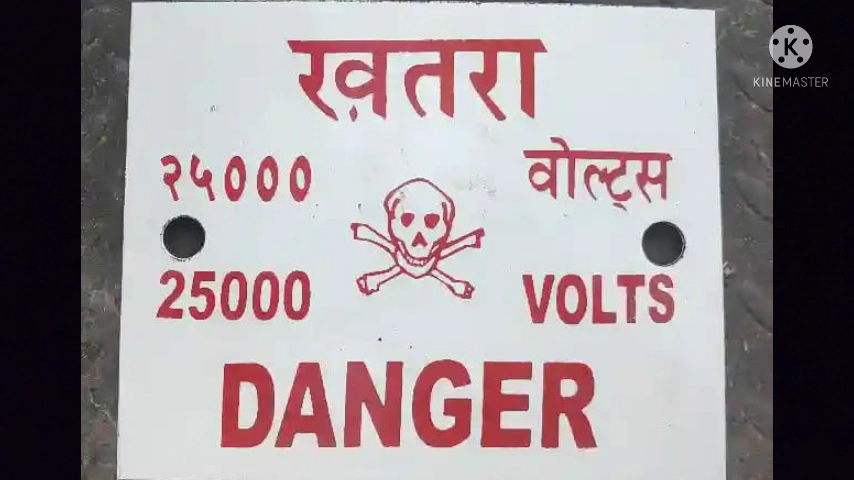 ख़तरा
२५००० वोल्ट्स
25000 VOLTS
DANGER
K
KINEMASTER